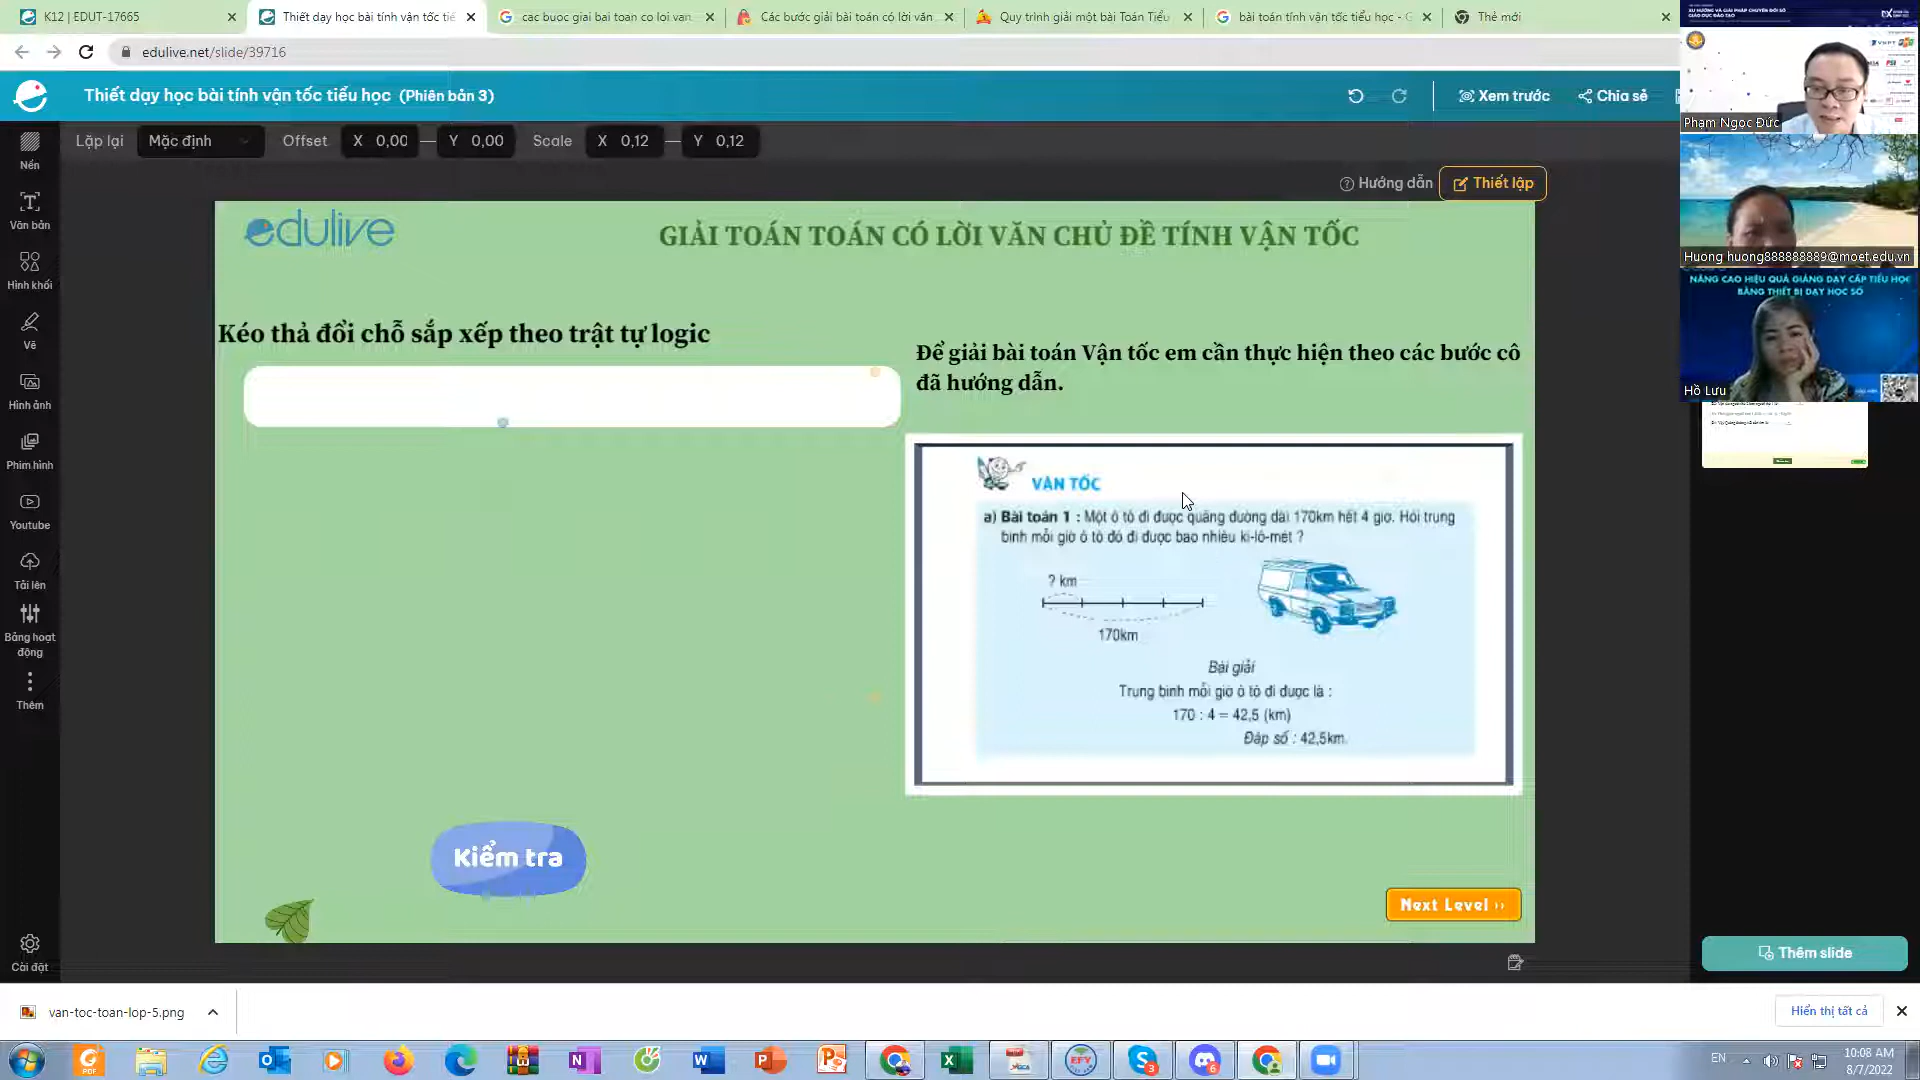 K12 | EDUT-17665
Thiết dạy học bài tính vận tốc tiể
cac buoc giai bai toan co loi van
Các bước giải bài toán có lời văn
Quy trình giải một bài Toán Tiểu
bài toán tính vận tốc tiểu học - G
Thẻ mới
edulive.net/slide/39716
Thiết dạy học bài tính vận tốc tiểu học (Phiên bản 3)
Xem trước
Chia sẻ
Lặp lại
Mặc định
Offset
X 0,00
Y 0,00
Scale
X 0,12
Y 0,12
Hướng dẫn
Thiết lập
Nền
Văn bản
Hình khối
Vẽ
Hình ảnh
Phim hình
Youtube
Tải lên
Bảng hoạt
động
Thêm
Cài đặt
edulive
GIẢI TOÁN TOÁN CÓ LỜI VĂN CHỦ ĐỀ TÍNH VẬN TỐC
Kéo thả đổi chỗ sắp xếp theo trật tự logic
Để giải bài toán Vận tốc em cần thực hiện theo các bước cô
đã hướng dẫn.
VẬN TỐC
a) Bài toán 1 : Một ô tô đi được quãng đường dài 170km hết 4 giờ. Hỏi trung
bình mỗi giờ ô tô đó đi được bao nhiêu ki-lô-mét ?
? km
170km
Bài giải
Trung bình mỗi giờ ô tô đi được là :
170 : 4 = 42,5 (km)
Đáp số : 42,5km.
Kiểm tra
Next Level
Phạm Ngọc Đức
Huong huong888888889@moet.edu.vn
NÂNG CAO HIỆU QUẢ GIẢNG DẠY CẤP TIỂU HỌC
BẰNG THIẾT BỊ DẠY HỌC SỐ
Hồ Lưu
Thêm slide
van-toc-toan-lop-5.png
Hiển thị tất cả
EN
10:08 AM
8/7/2022